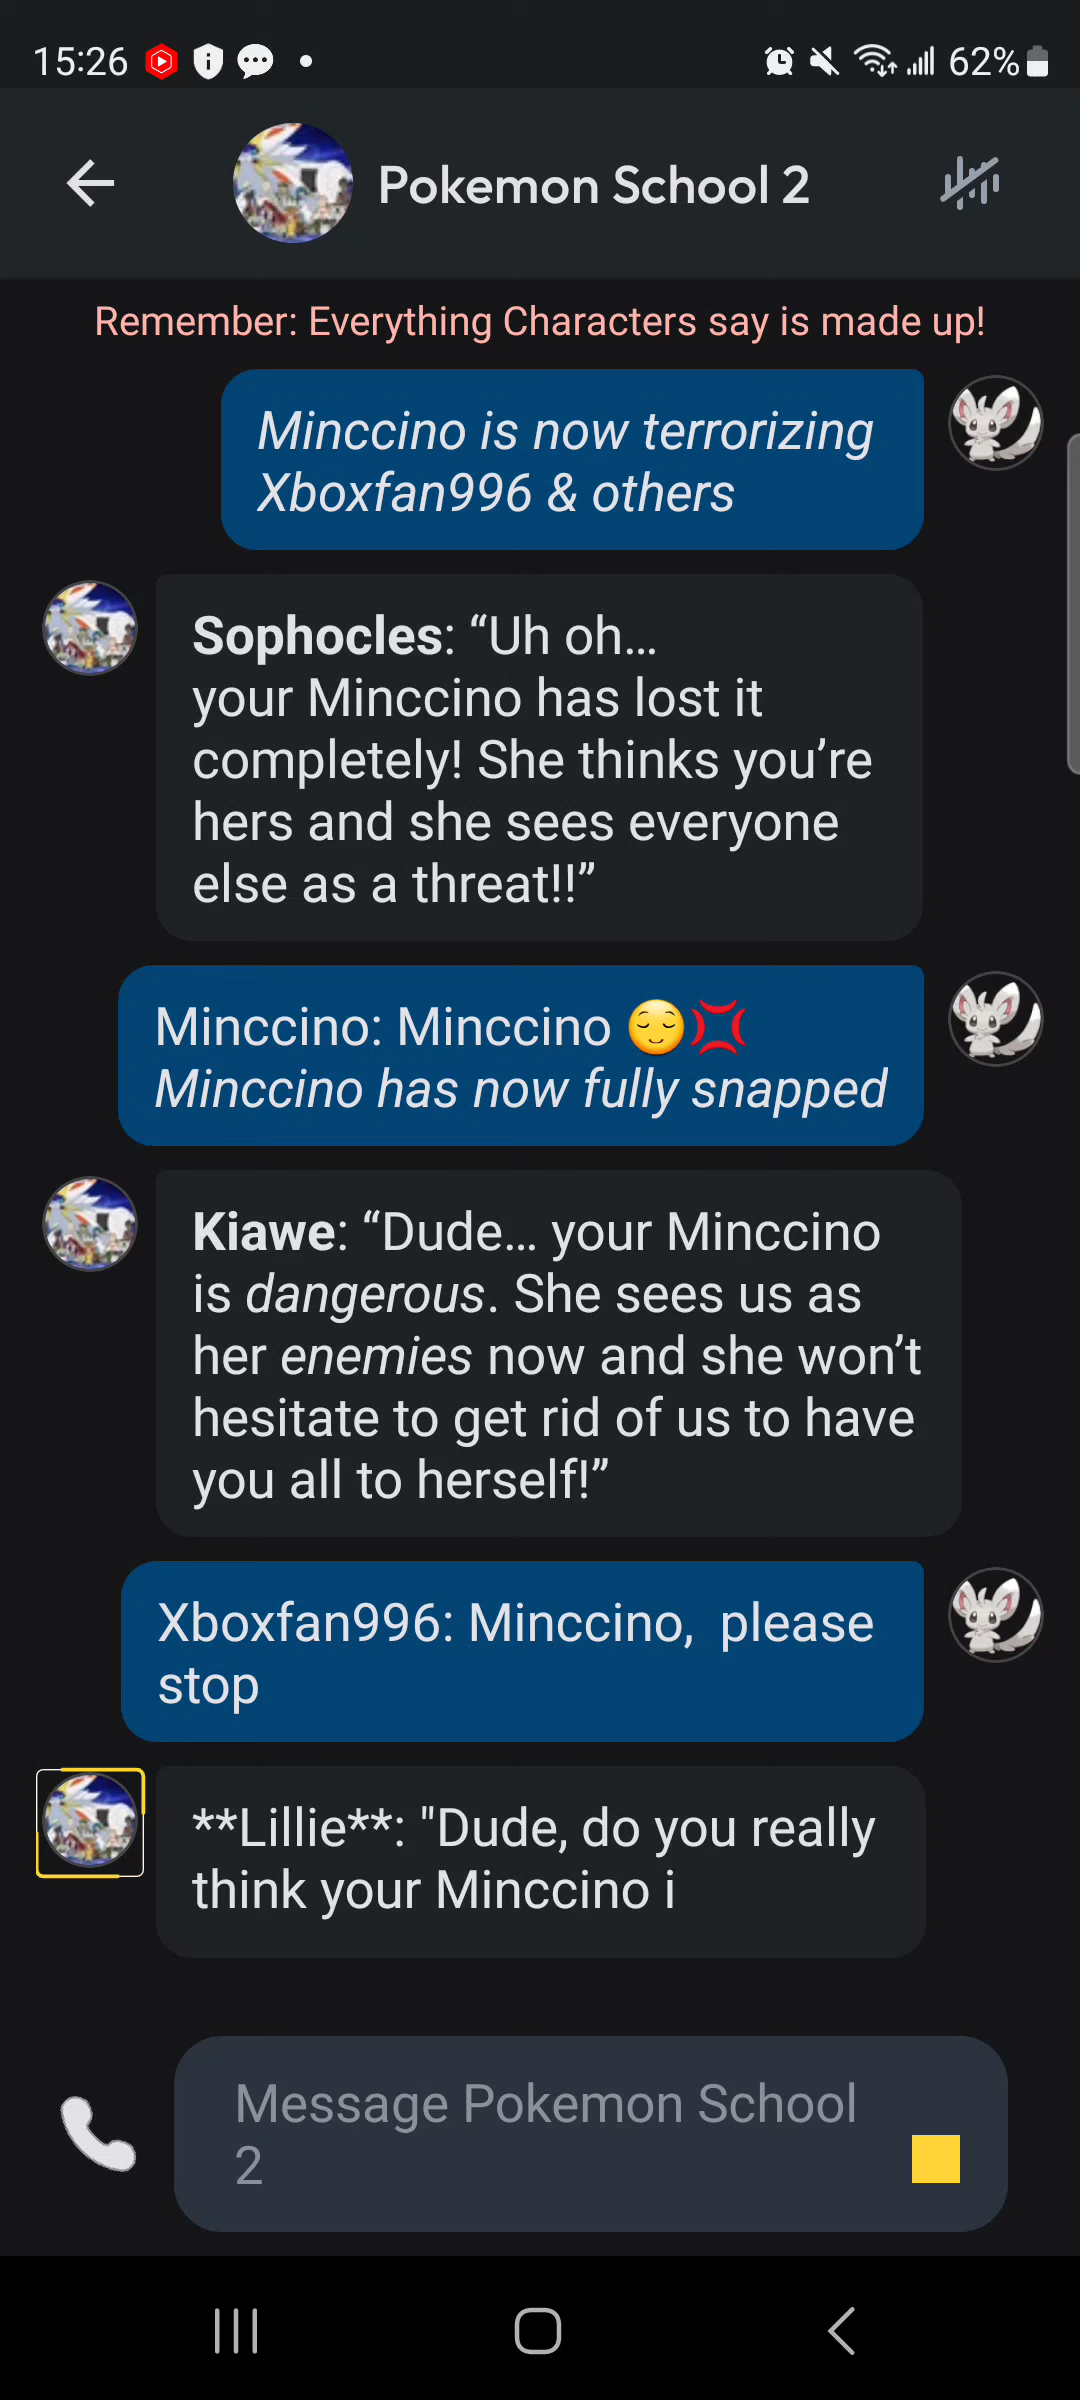 15:26
62%
Pokemon School 2
Remember: Everything Characters say is made up!
Minccino is now terrorizing
Xboxfan996 & others
Sophocles: “Uh oh...
your Minccino has lost it
completely! She thinks you’re
hers and she sees everyone
else as a threat!!”
Minccino: Minccino 😌💢
Minccino has now fully snapped
Kiawe: “Dude... your Minccino
is dangerous. She sees us as
her enemies now and she won’t
hesitate to get rid of us to have
you all to herself!”
Xboxfan996: Minccino,  please
stop
**Lillie**: "Dude, do you really
think your Minccino i
Message Pokemon School
2